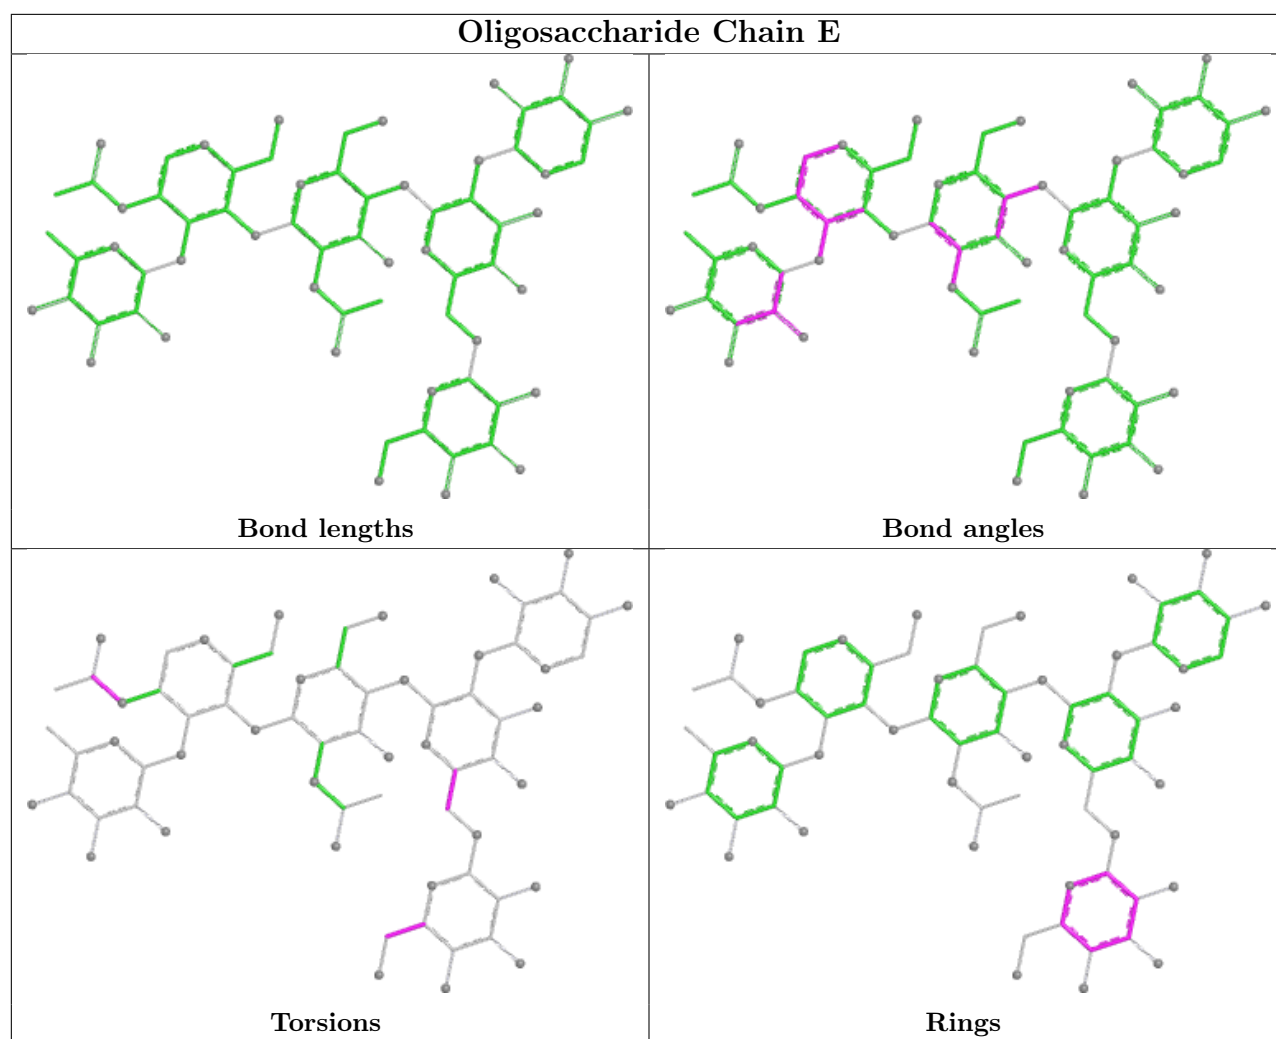 Oligosaccharide Chain E
Bond lengths
Bond angles
Torsions
Rings